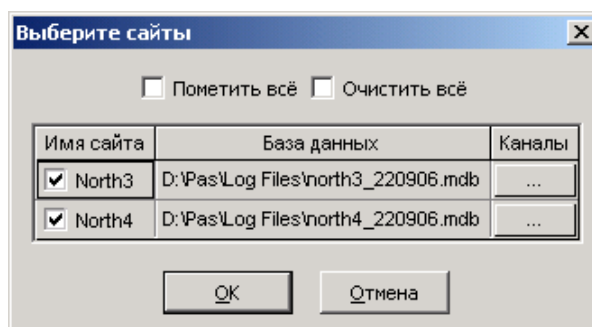 Выберите сайты
Пометить всё Очистить всё
Имя сайта База данных Каналы
North3 D:\Pas\Log Files\north3_220906.mdb ...
North4 D:\Pas\Log Files\north4_220906.mdb ...
OK Отмена